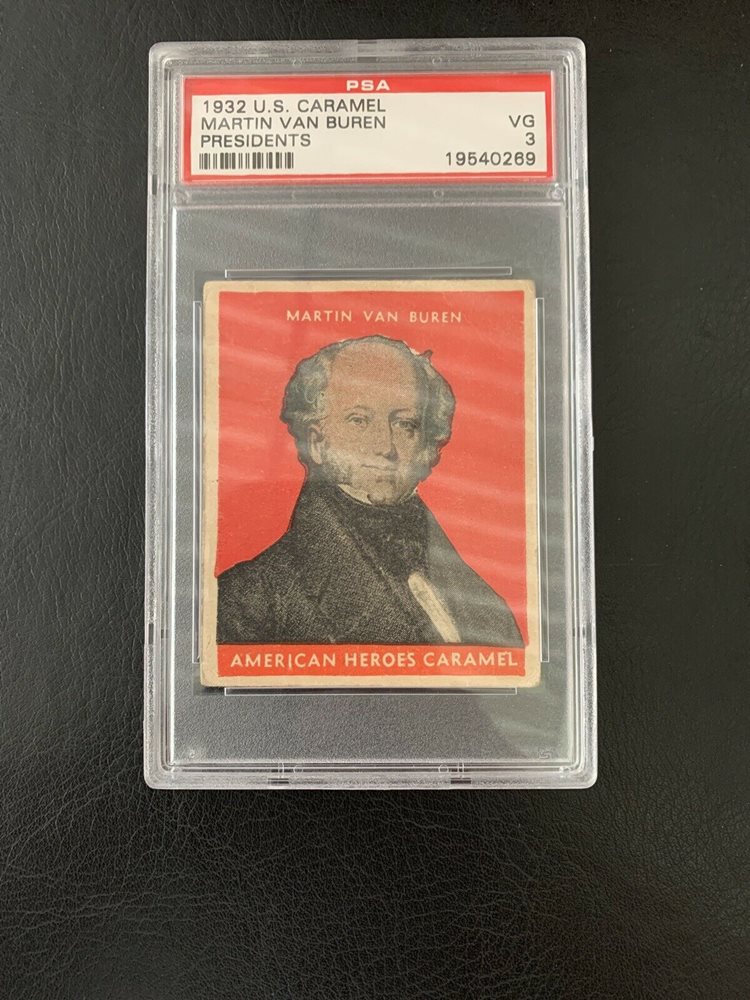 PSA
1932 U.S. CARAMEL
MARTIN VAN BUREN VG
PRESIDENTS 3
19540269
MARTIN VAN BUREN
AMERICAN HEROES CARAMEL